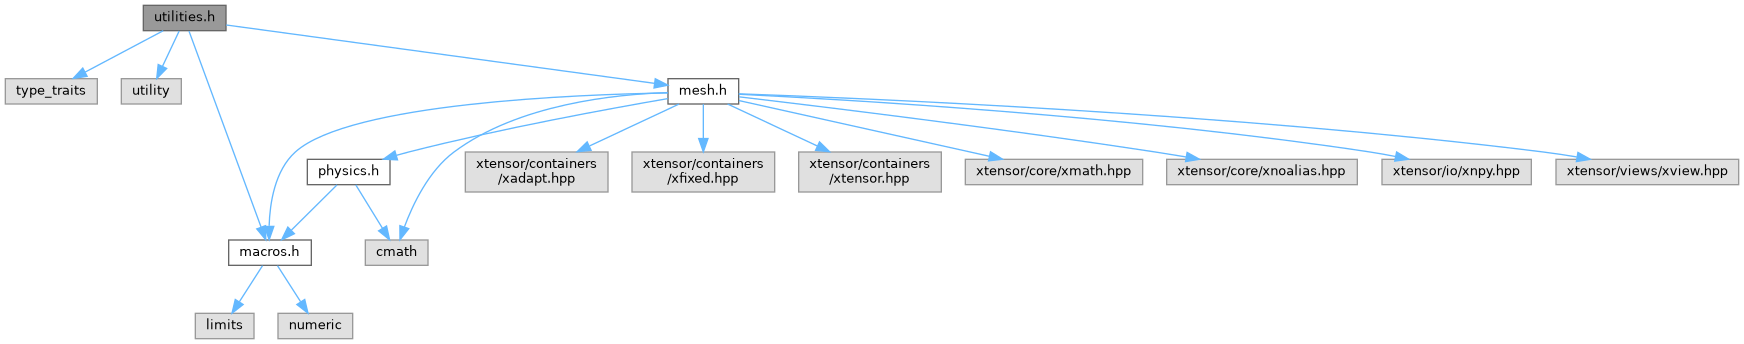 utilities.h
type_traits
utility
mesh.h
physics.h
xtensor/containers
/xadapt.hpp
xtensor/containers
/xfixed.hpp
xtensor/containers
/xtensor.hpp
xtensor/core/xmath.hpp
xtensor/core/xnoalias.hpp
xtensor/io/xnpy.hpp
xtensor/views/xview.hpp
macros.h
cmath
limits
numeric